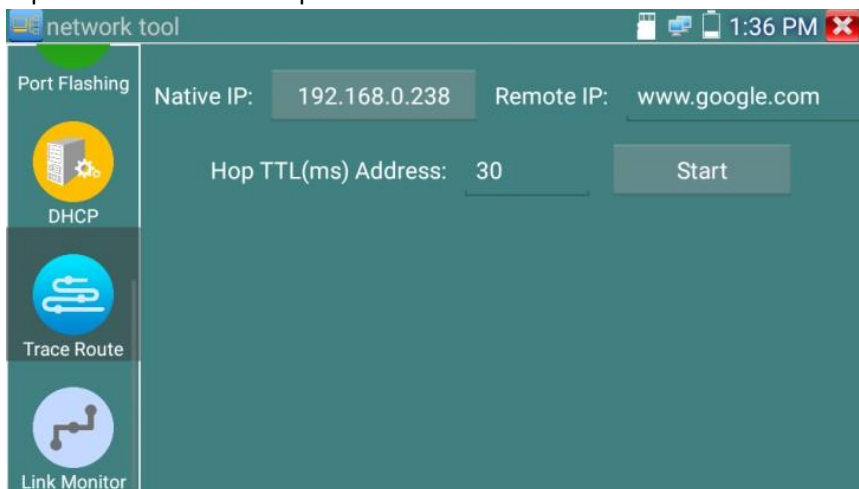 network tool
1:36 PM
Port Flashing
Native IP:
192.168.0.238
Remote IP:
www.google.com
Hop TTL(ms) Address:
30
Start
DHCP
Trace Route
Link Monitor